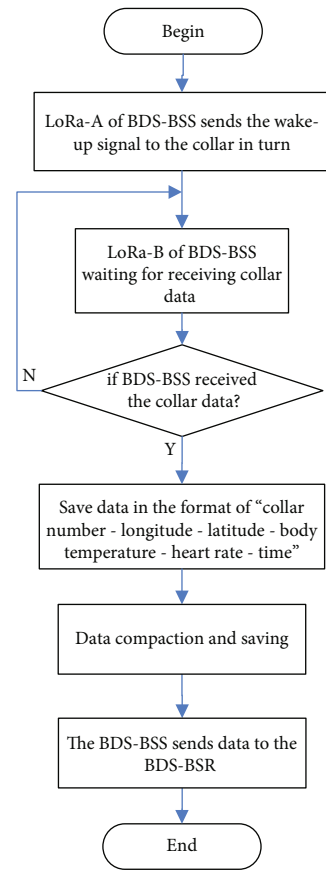 Begin
LoRa-A of BDS-BSS sends the wake-
up signal to the collar in turn
LoRa-B of BDS-BSS
waiting for receiving collar
data
if BDS-BSS received
the collar data?
N
Y
Save data in the format of “collar
number - longitude - latitude - body
temperature - heart rate - time”
Data compaction and saving
The BDS-BSS sends data to the
BDS-BSR
End